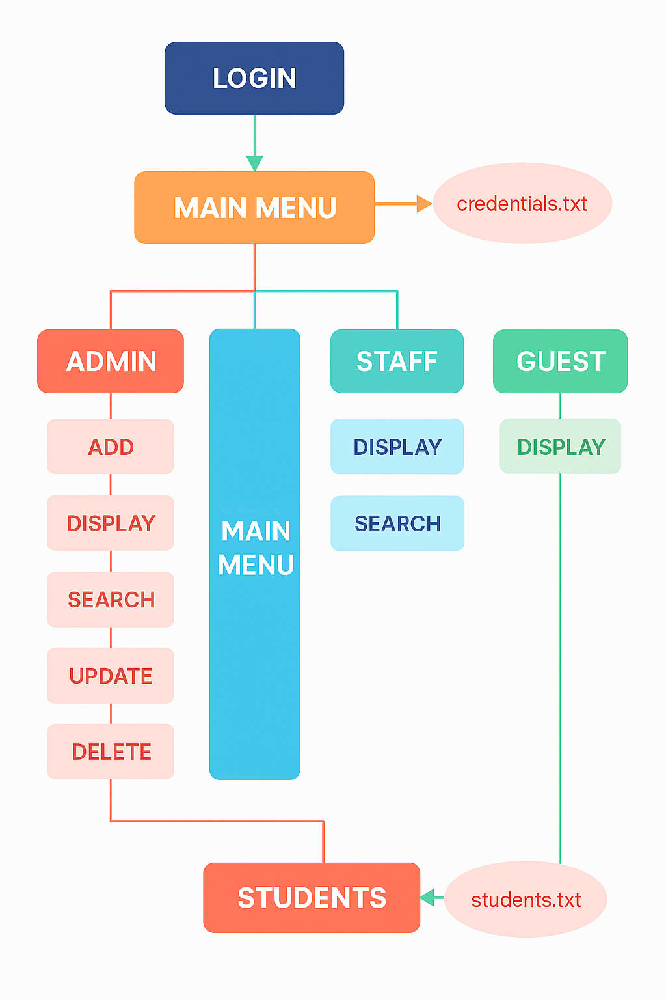 LOGIN
MAIN MENU
credentials.txt
ADMIN
STAFF
GUEST
ADD
DISPLAY
DISPLAY
DISPLAY
SEARCH
MAIN
MENU
SEARCH
UPDATE
DELETE
STUDENTS
students.txt